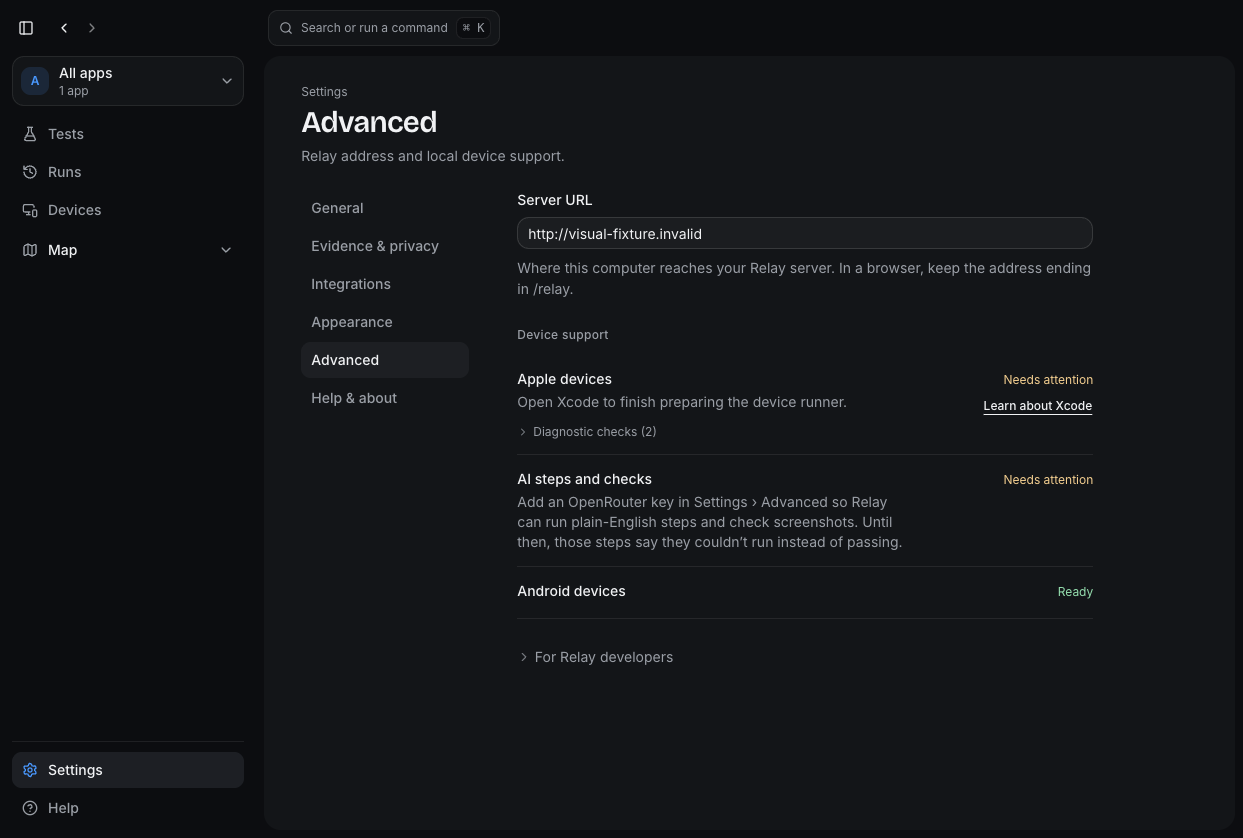 Search or run a command ⌘ K
A
All apps
1 app
Tests
Runs
Devices
Map
Settings
Help
Settings
Advanced
Relay address and local device support.
General
Evidence & privacy
Integrations
Appearance
Advanced
Help & about
Server URL
http://visual-fixture.invalid
Where this computer reaches your Relay server. In a browser, keep the address ending
in /relay.
Device support
Apple devices
Needs attention
Open Xcode to finish preparing the device runner.
Learn about Xcode
Diagnostic checks (2)
AI steps and checks
Needs attention
Add an OpenRouter key in Settings › Advanced so Relay
can run plain-English steps and check screenshots. Until
then, those steps say they couldn’t run instead of passing.
Android devices
Ready
For Relay developers